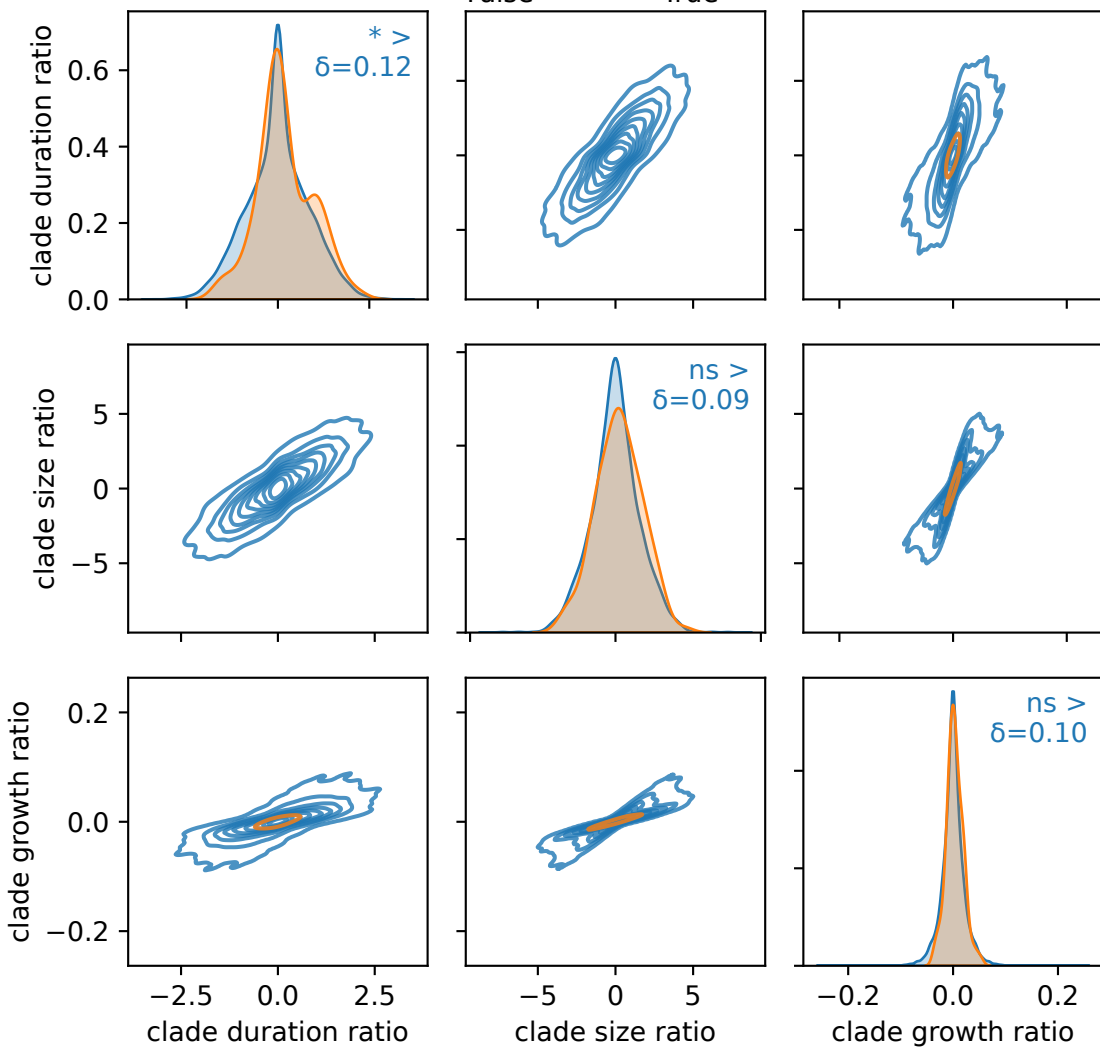 clade duration ratio
0.6
0.4
0.2
0.0
* >
δ=0.12
clade size ratio
5
0
−5
ns >
δ=0.09
clade growth ratio
0.2
0.0
−0.2
ns >
δ=0.10
−2.5 0.0 2.5
clade duration ratio
−5 0 5
clade size ratio
−0.2 0.0 0.2
clade growth ratio